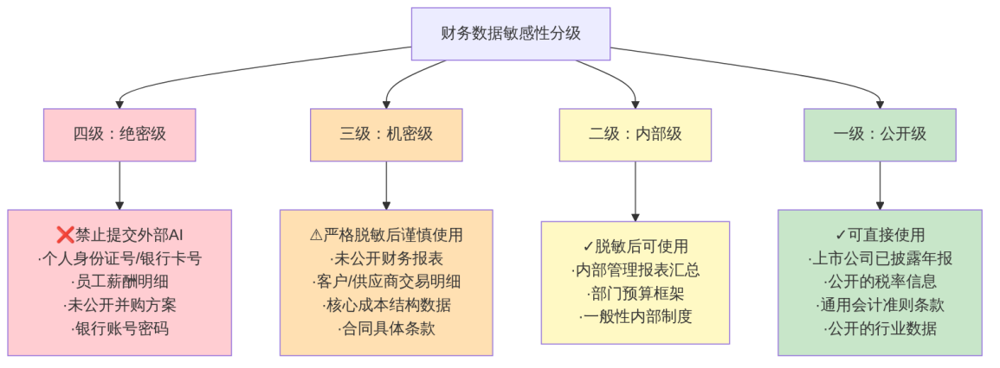 财务数据敏感性分级
四级：绝密级
❌禁止提交外部AI
·个人身份证号/银行卡号
·员工薪酬明细
·未公开并购方案
·银行账号密码
三级：机密级
⚠严格脱敏后谨慎使用
·未公开财务报表
·客户/供应商交易明细
·核心成本结构数据
·合同具体条款
二级：内部级
✓脱敏后可使用
·内部管理报表汇总
·部门预算框架
·一般性内部制度
一级：公开级
✓可直接使用
·上市公司已披露年报
·公开的税率信息
·通用会计准则条款
·公开的行业数据